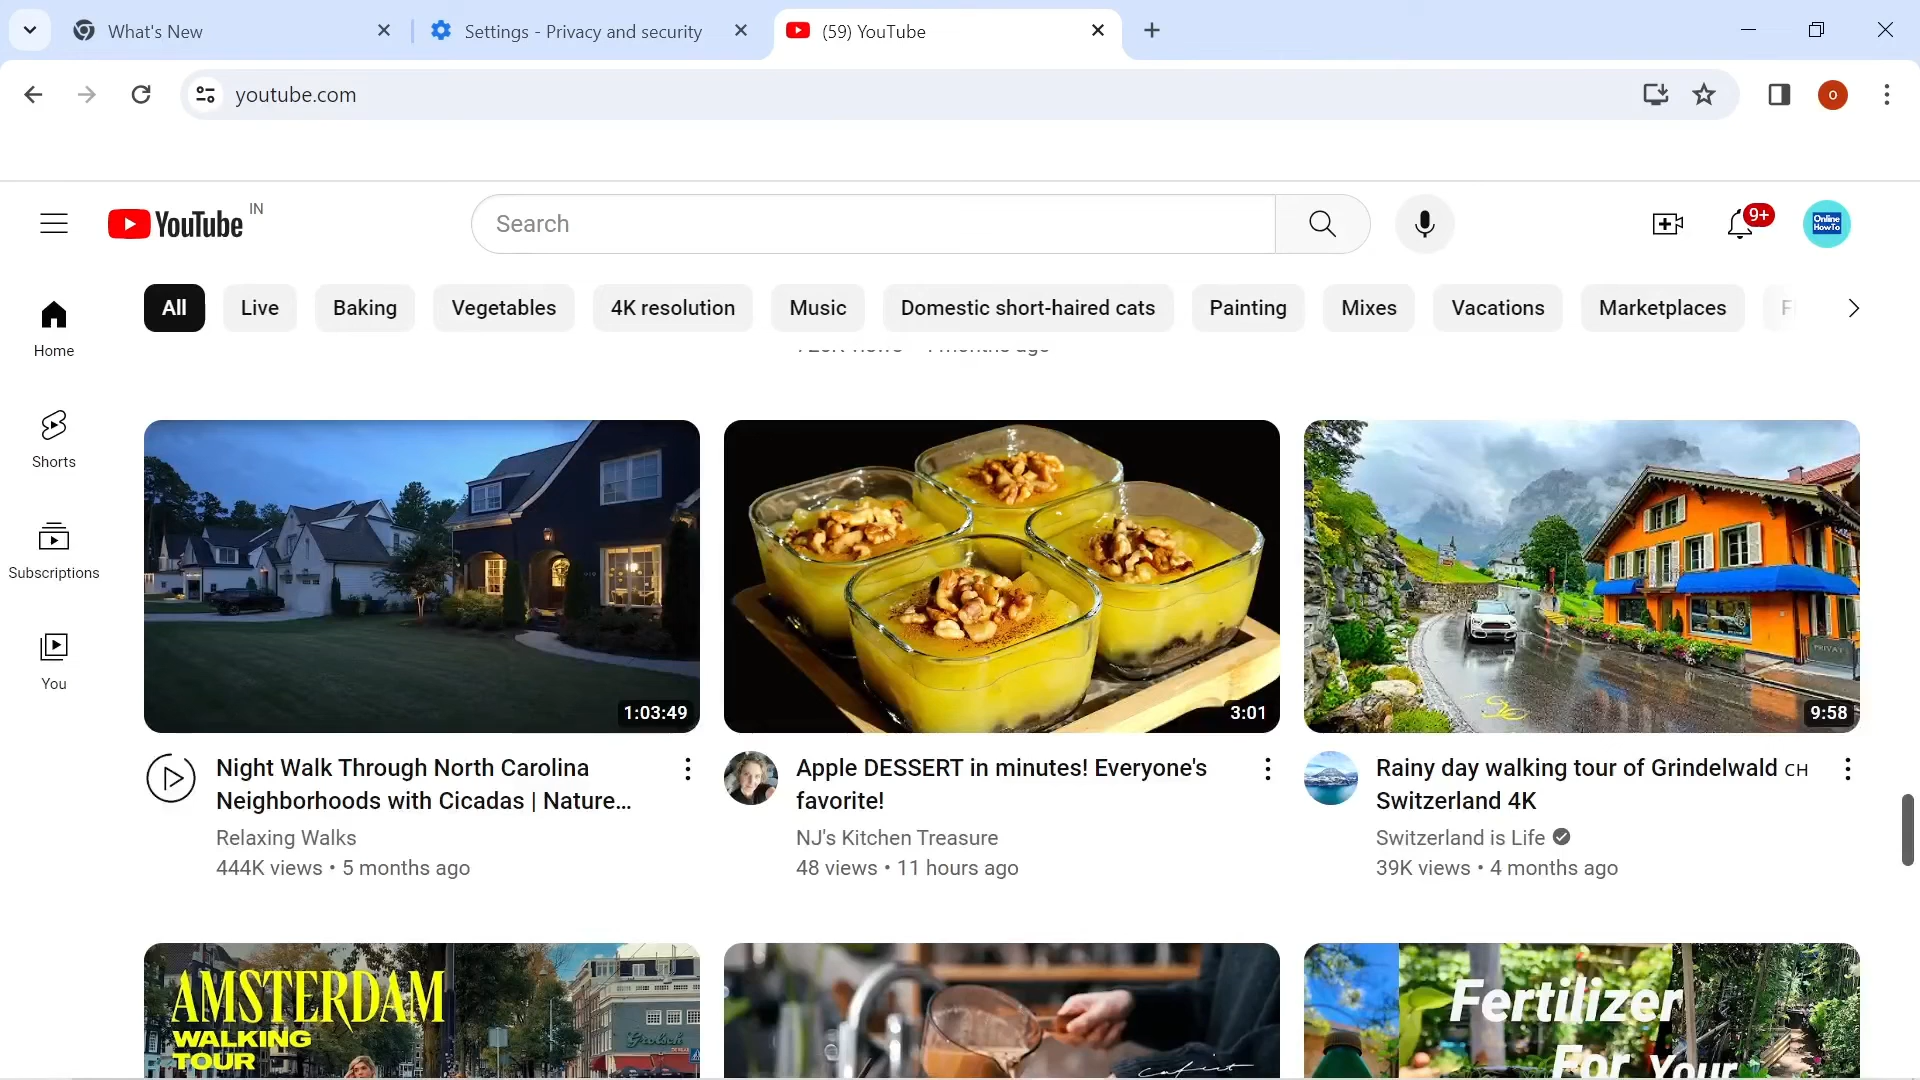 What's New
Settings - Privacy and security
(59) YouTube
youtube.com
o
YouTube IN
Search
9+
Online
HowTo
All
Live
Baking
Vegetables
4K resolution
Music
Domestic short-haired cats
Painting
Mixes
Vacations
Marketplaces
Home
Shorts
Subscriptions
You
1:03:49
3:01
PRIVAT
9:58
Night Walk Through North Carolina
Neighborhoods with Cicadas | Nature...
Relaxing Walks
444K views • 5 months ago
Apple DESSERT in minutes! Everyone's
favorite!
NJ's Kitchen Treasure
48 views • 11 hours ago
Rainy day walking tour of Grindelwald CH
Switzerland 4K
Switzerland is Life
39K views • 4 months ago
AMSTERDAM
WALKING
TOUR
Grolsch
Fertilizer
For Your